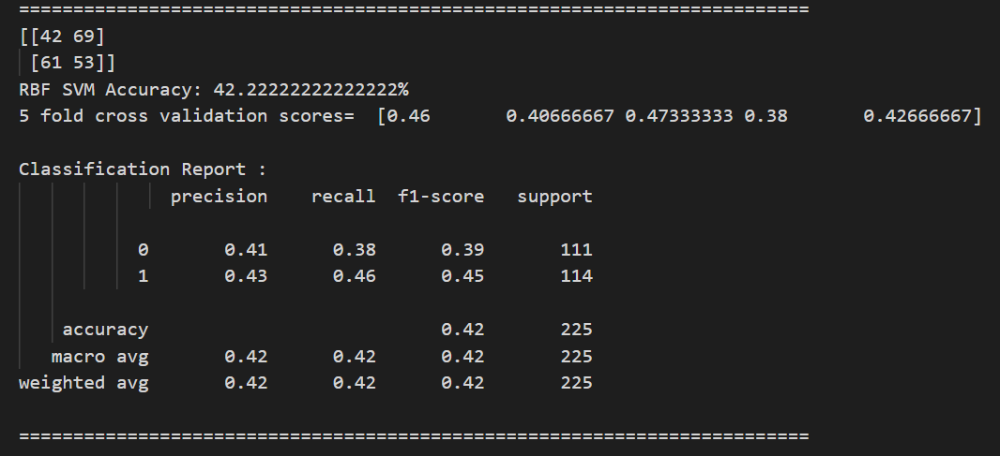 =========================================================================
[[42 69]
[61 53]]
RBF SVM Accuracy: 42.22222222222222%
5 fold cross validation scores=  [0.46       0.40666667 0.47333333 0.38       0.42666667]
Classification Report :
              precision    recall  f1-score   support
           0       0.41      0.38      0.39       111
           1       0.43      0.46      0.45       114
    accuracy                           0.42       225
   macro avg       0.42      0.42      0.42       225
weighted avg       0.42      0.42      0.42       225
=========================================================================